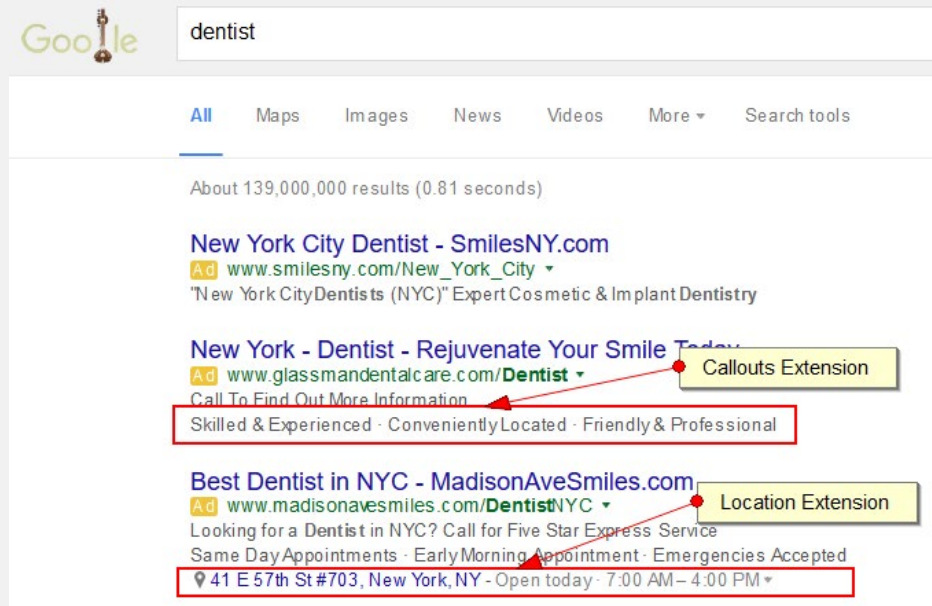 Google
dentist
All Maps Images News Videos More Search tools
About 139,000,000 results (0.81 seconds)
New York City Dentist - SmilesNY.com
Ad www.smilesny.com/New_York_City
"New York City Dentists (NYC)" Expert Cosmetic & Implant Dentistry
New York - Dentist - Rejuvenate Your Smile Today
Ad www.glassmandentalcare.com/Dentist
Callouts Extension
Call To Find Out More Information
Skilled & Experienced · Conveniently Located · Friendly & Professional
Best Dentist in NYC - MadisonAveSmiles.com
Ad www.madisonavesmiles.com/DentistNYC
Location Extension
Looking for a Dentist in NYC? Call for Five Star Express Service
Same Day Appointments · Early Morning Appointment · Emergencies Accepted
41 E 57th St #703, New York, NY - Open today · 7:00 AM – 4:00 PM